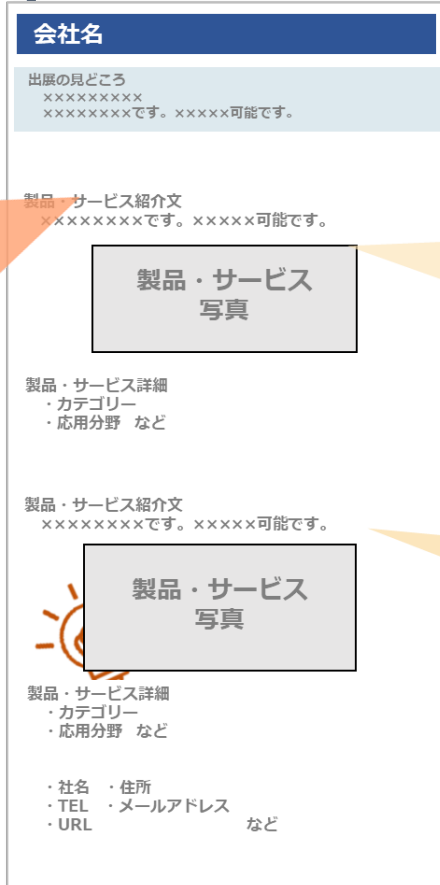 会社名
出展の見どころ
×××××××××
××××××××です。×××××可能です。
製品・サービス紹介文
××××××××です。×××××可能です。
製品・サービス
写真
製品・サービス詳細
・カテゴリー
・応用分野 など
製品・サービス紹介文
××××××××です。×××××可能です。
製品・サービス
写真
製品・サービス詳細
・カテゴリー
・応用分野 など
・社名 ・住所
・TEL ・メールアドレス
・URL など